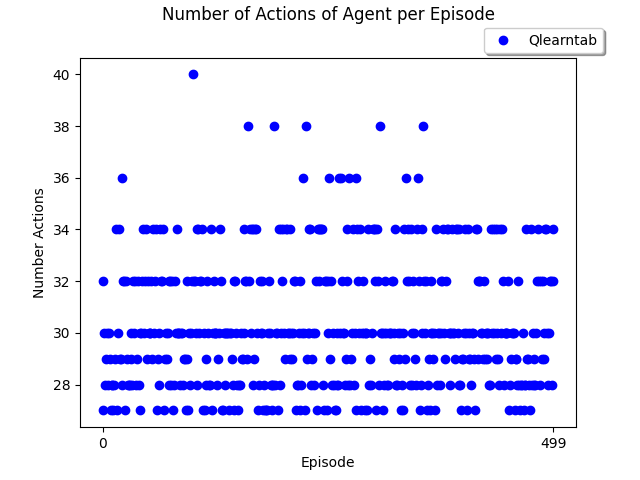 Number of Actions of Agent per Episode
Qlearntab
40
38
36
34
32
30
28
Number Actions
0
499
Episode